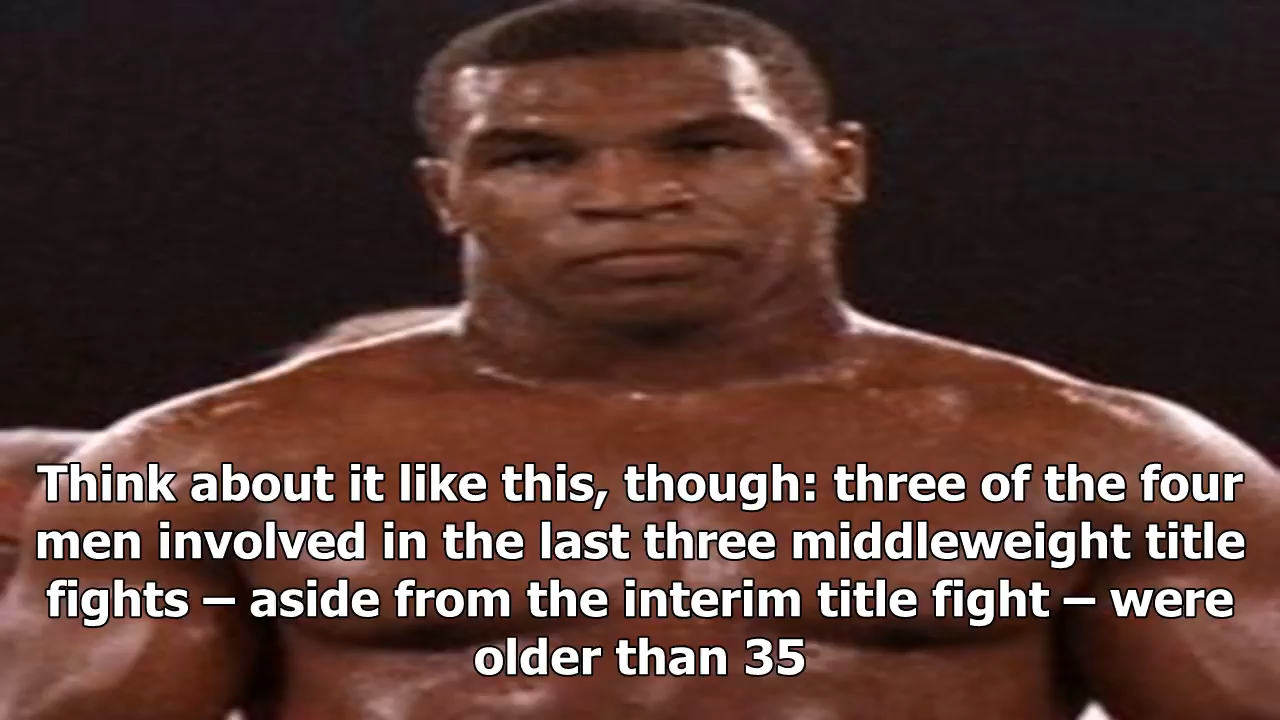 Think about it like this, though: three of the four
men involved in the last three middleweight title
fights – aside from the interim title fight – were
older than 35